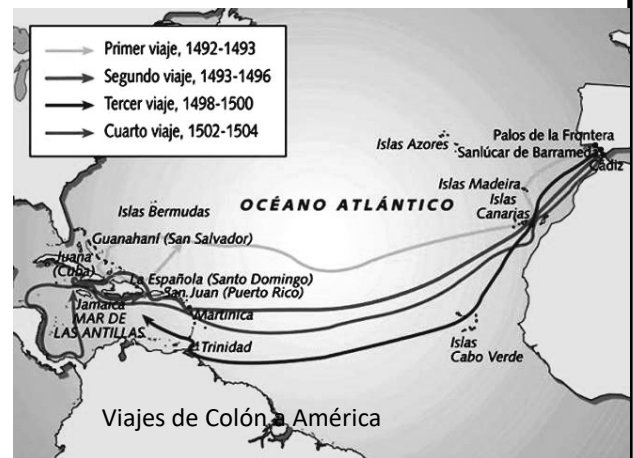 Primer viaje, 1492-1493
Segundo viaje, 1493-1496
Tercer viaje, 1498-1500
Cuarto viaje, 1502-1504
Islas Azores
Palos de la Frontera
Sanlúcar de Barrameda
Cádiz
Islas Madeira
Islas
Canarias
Islas Bermudas
OCÉANO ATLÁNTICO
Guanahaní (San Salvador)
Juana
(Cuba)
La Española (Santo Domingo)
San Juan (Puerto Rico)
Jamaica
MAR DE
LAS ANTILLAS
Martinica
Trinidad
Islas
Cabo Verde
Viajes de Colón a América